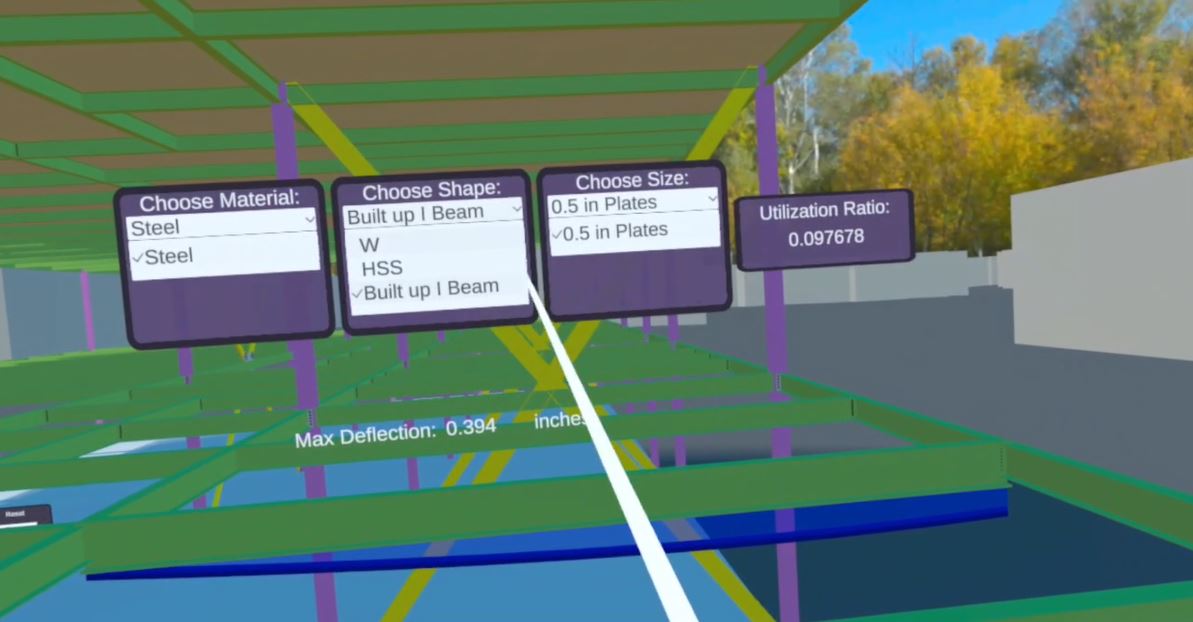 Choose Material:
Steel
Steel
Choose Shape:
Built up I Beam
W
HSS
Built up I Beam
Choose Size:
0.5 in Plates
0.5 in Plates
Utilization Ratio:
0.097678
Max Deflection: 0.394 inches
Reset